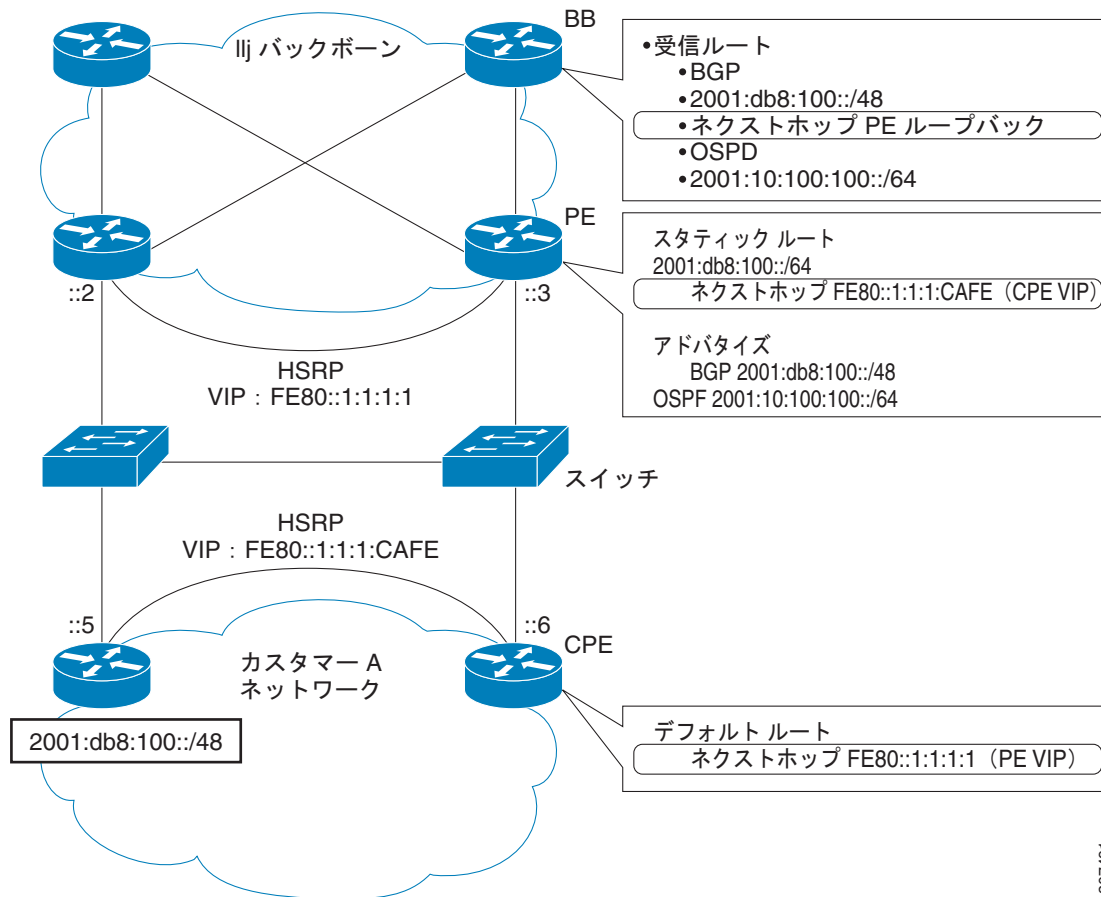 IIj バックボーン
BB
•受信ルート
•BGP
•2001:db8:100::/48
•ネクストホップ PE ループバック
•OSPD
•2001:10:100:100::/64
PE
::2
::3
スタティック ルート
2001:db8:100::/64
ネクストホップ FE80::1:1:1:CAFE（CPE VIP）
アドバタイズ
BGP 2001:db8:100::/48
OSPF 2001:10:100:100::/64
HSRP
VIP：FE80::1:1:1:1
スイッチ
HSRP
VIP：FE80::1:1:1:CAFE
::5
::6
CPE
カスタマー A
ネットワーク
2001:db8:100::/48
デフォルト ルート
ネクストホップ FE80::1:1:1:1（PE VIP）